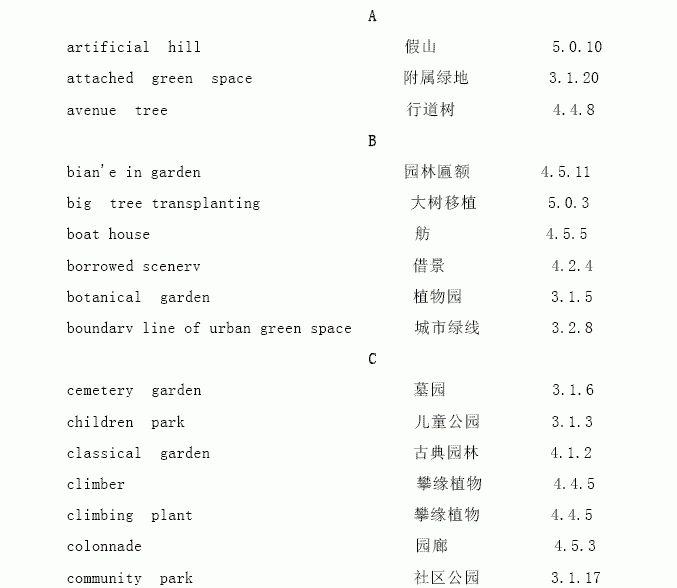 A
artificial hill 假山 5.0.10
attached green space 附属绿地 3.1.20
avenue tree 行道树 4.4.8
B
bian'e in garden 园林匾额 4.5.11
big tree transplanting 大树移植 5.0.3
boat house 舫 4.5.5
borrowed scenerv 借景 4.2.4
botanical garden 植物园 3.1.5
boundarv line of urban green space 城市绿线 3.2.8
C
cemetery garden 墓园 3.1.6
children park 儿童公园 3.1.3
classical garden 古典园林 4.1.2
climber 攀缘植物 4.4.5
climbing plant 攀缘植物 4.4.5
colonnade 园廊 4.5.3
community park 社区公园 3.1.17